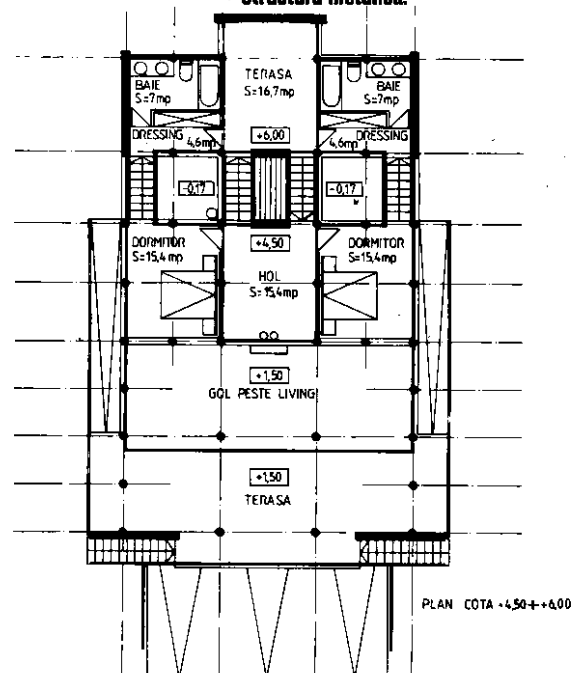 Structura metalică.
TERASA
S=16,7mp
BAIE
S=7mp
BAIE
S=7mp
DRESSING
4,6mp
+6,00
DRESSING
4,6mp
-0,17
-0,17
DORMITOR
S=15,4mp
+4,50
DORMITOR
S=15,4mp
HOL
S=15,4mp
+1,50
GOL PESTE LIVING
+1,50
TERASA
PLAN COTA +4,50÷+6,00